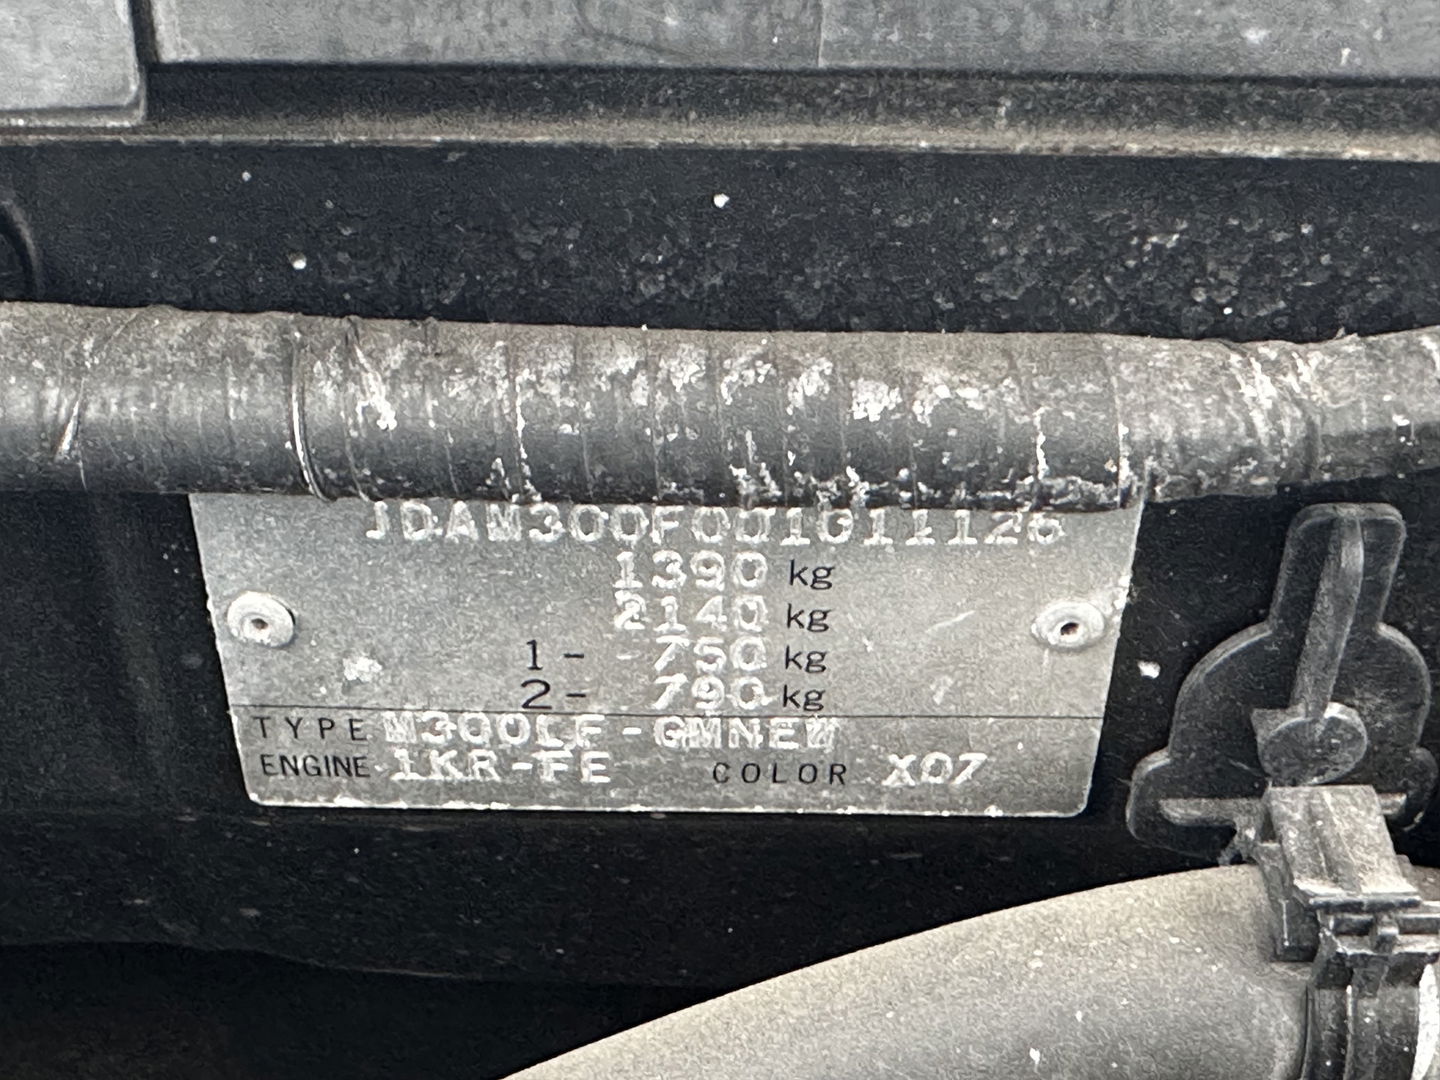 JDAM300F001011126
1390 kg
2140 kg
1- 750 kg
2- 790 kg
TYPE M300LF-GMNEW
ENGINE 1KR-FE COLOR X07